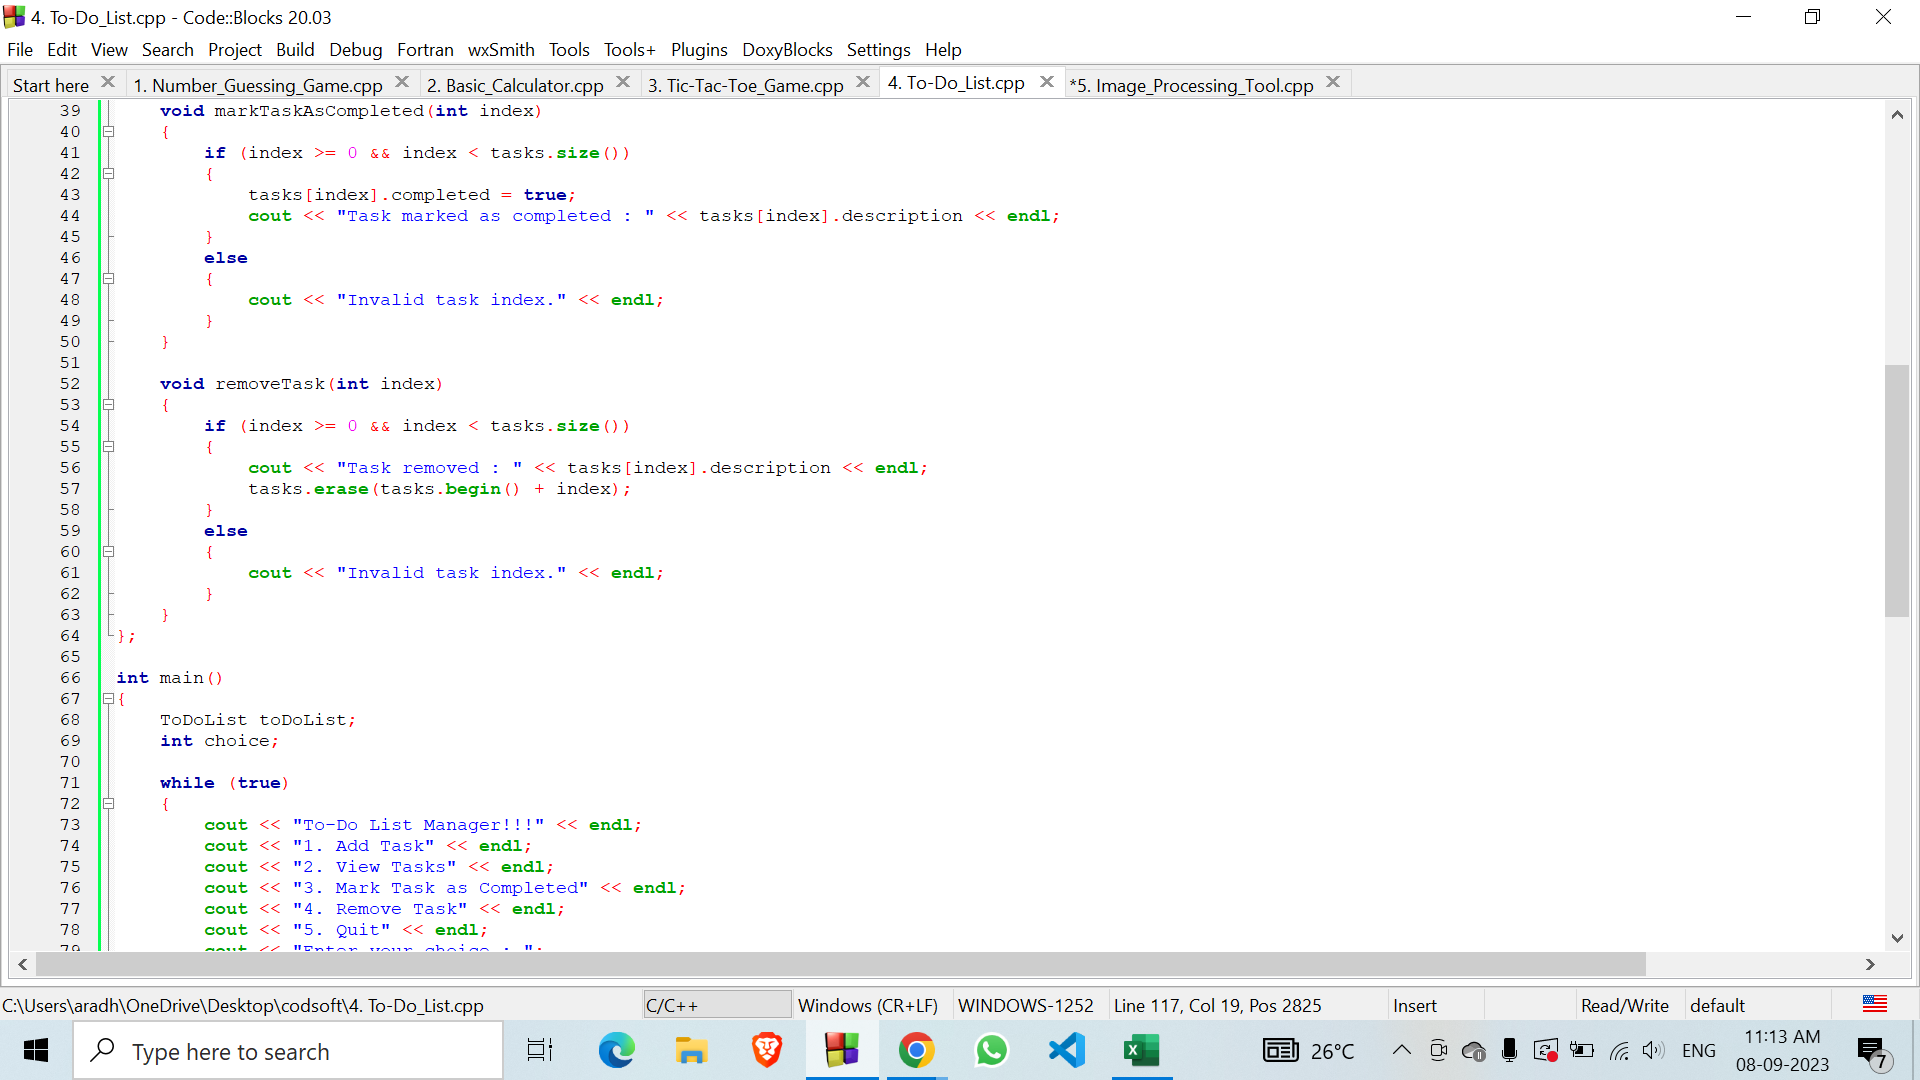 4. To-Do_List.cpp - Code::Blocks 20.03
File Edit View Search Project Build Debug Fortran wxSmith Tools Tools+ Plugins DoxyBlocks Settings Help
Start here 1. Number_Guessing_Game.cpp 2. Basic_Calculator.cpp 3. Tic-Tac-Toe_Game.cpp 4. To-Do_List.cpp *5. Image_Processing_Tool.cpp
39 void markTaskAsCompleted(int index)
40 {
41 if (index >= 0 && index < tasks.size())
42 {
43 tasks[index].completed = true;
44 cout << "Task marked as completed : " << tasks[index].description << endl;
45 }
46 else
47 {
48 cout << "Invalid task index." << endl;
49 }
50 }
51
52 void removeTask(int index)
53 {
54 if (index >= 0 && index < tasks.size())
55 {
56 cout << "Task removed : " << tasks[index].description << endl;
57 tasks.erase(tasks.begin() + index);
58 }
59 else
60 {
61 cout << "Invalid task index." << endl;
62 }
63 }
64 };
65
66 int main()
67 {
68 ToDoList toDoList;
69 int choice;
70
71 while (true)
72 {
73 cout << "To-Do List Manager!!!" << endl;
74 cout << "1. Add Task" << endl;
75 cout << "2. View Tasks" << endl;
76 cout << "3. Mark Task as Completed" << endl;
77 cout << "4. Remove Task" << endl;
78 cout << "5. Quit" << endl;
79 cout << "Enter your choice : ";
C:\Users\aradh\OneDrive\Desktop\codsoft\4. To-Do_List.cpp C/C++ Windows (CR+LF) WINDOWS-1252 Line 117, Col 19, Pos 2825 Insert Read/Write default
Type here to search 26°C ENG 11:13 AM 7
08-09-2023